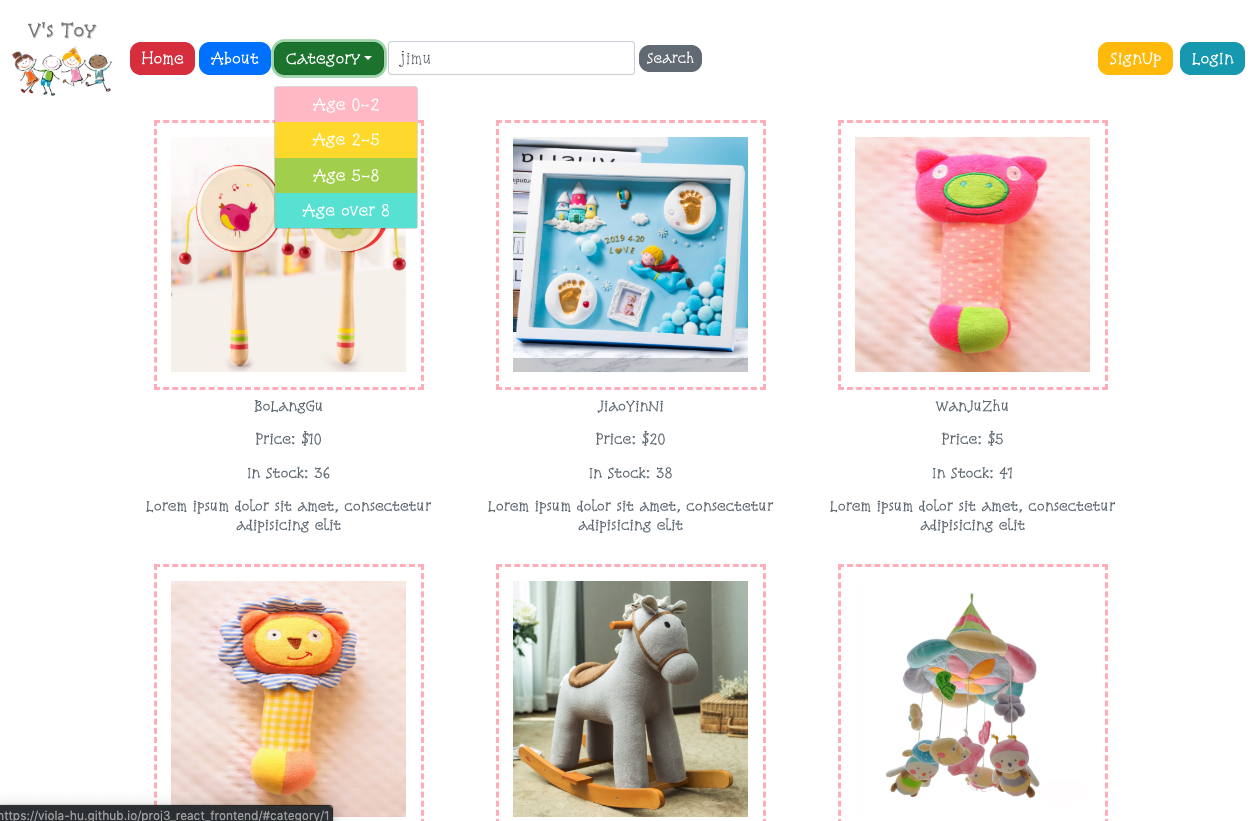 V's Toy
Home
About
Category
jimu
Search
SignUp
LogIn
Age 0-2
Age 2-5
Age 5-8
Age over 8
2019 4-20
LOVE
BoLangGu
JiaoYinNi
WanJuZhu
Price: $10
Price: $20
Price: $5
In Stock: 36
In Stock: 38
In Stock: 41
Lorem ipsum dolor sit amet, consectetur
adipisicing elit
Lorem ipsum dolor sit amet, consectetur
adipisicing elit
Lorem ipsum dolor sit amet, consectetur
adipisicing elit
https://viola-hu.github.io/proj3_react_frontend/#category/1